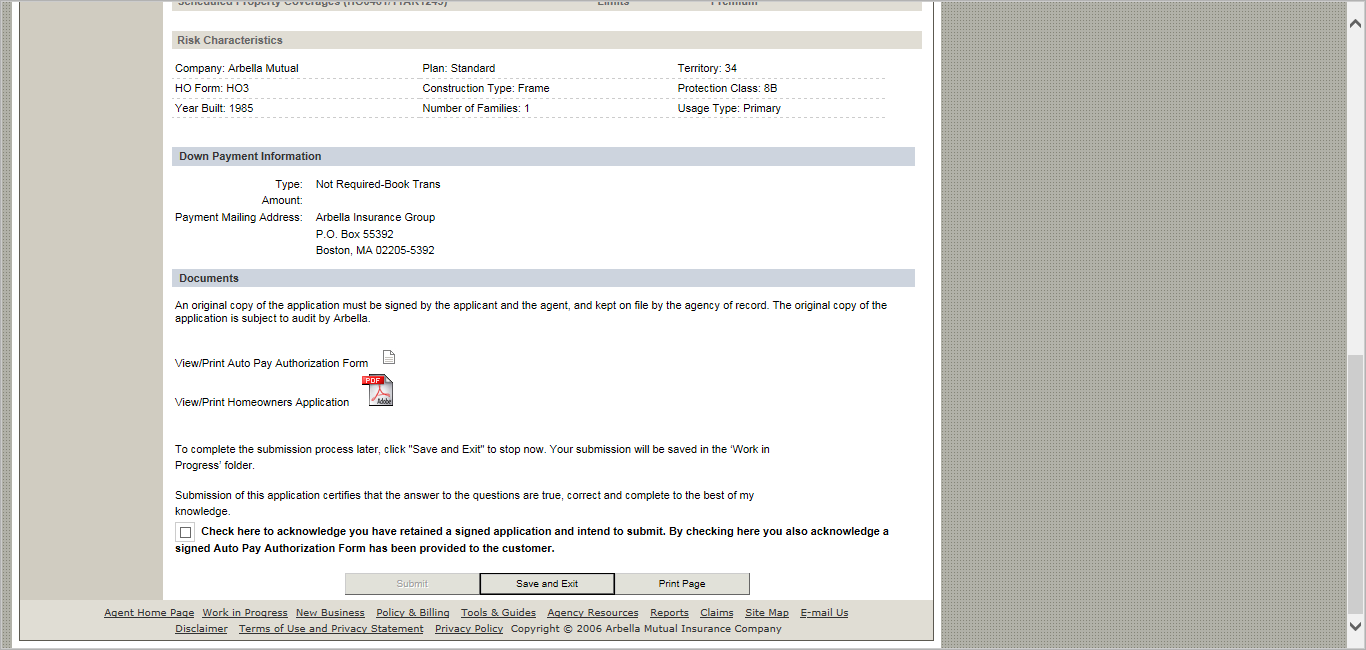 Scheduled Property Coverages (HO0461/11AR1245) Limits Premium
Risk Characteristics
Company: Arbella Mutual Plan: Standard Territory: 34
HO Form: HO3 Construction Type: Frame Protection Class: 8B
Year Built: 1985 Number of Families: 1 Usage Type: Primary
Down Payment Information
Type: Not Required-Book Trans
Amount:
Payment Mailing Address: Arbella Insurance Group
P.O. Box 55392
Boston, MA 02205-5392
Documents
An original copy of the application must be signed by the applicant and the agent, and kept on file by the agency of record. The original copy of the
application is subject to audit by Arbella.
View/Print Auto Pay Authorization Form
PDF
View/Print Homeowners Application
Adobe
To complete the submission process later, click "Save and Exit" to stop now. Your submission will be saved in the 'Work in
Progress' folder.
Submission of this application certifies that the answer to the questions are true, correct and complete to the best of my
knowledge.
Check here to acknowledge you have retained a signed application and intend to submit. By checking here you also acknowledge a
signed Auto Pay Authorization Form has been provided to the customer.
Submit Save and Exit Print Page
Agent Home Page Work in Progress New Business Policy & Billing Tools & Guides Agency Resources Reports Claims Site Map E-mail Us
Disclaimer Terms of Use and Privacy Statement Privacy Policy Copyright © 2006 Arbella Mutual Insurance Company